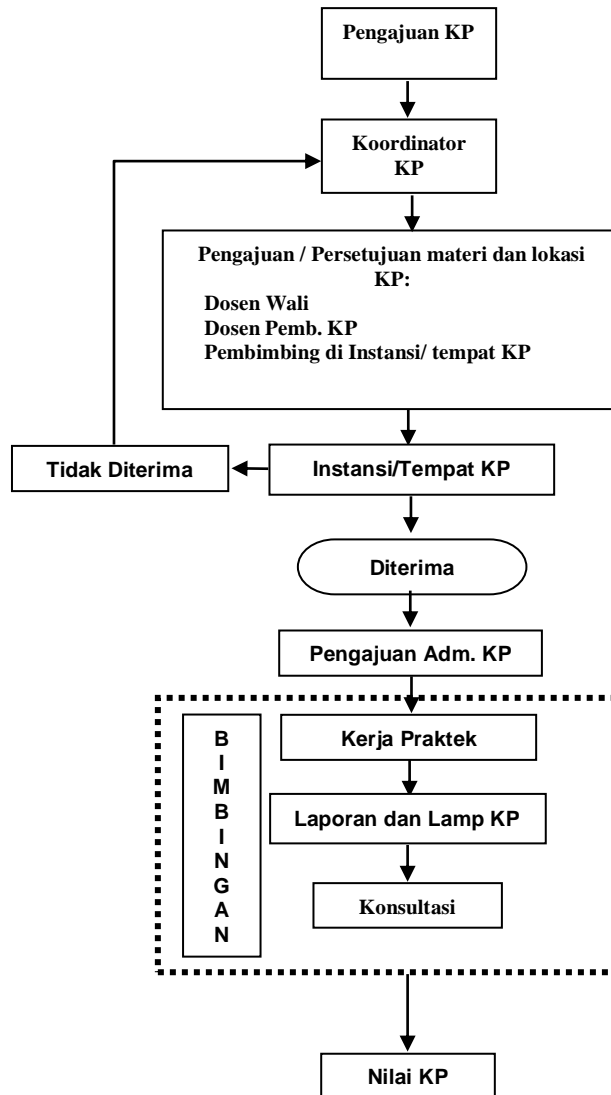 Pengajuan KP
Koordinator
KP
Pengajuan / Persetujuan materi dan lokasi
KP:
Dosen Wali
Dosen Pemb. KP
Pembimbing di Instansi/ tempat KP
Tidak Diterima
Instansi/Tempat KP
Diterima
Pengajuan Adm. KP
B
I
M
B
I
N
G
A
N
Kerja Praktek
Laporan dan Lamp KP
Konsultasi
Nilai KP